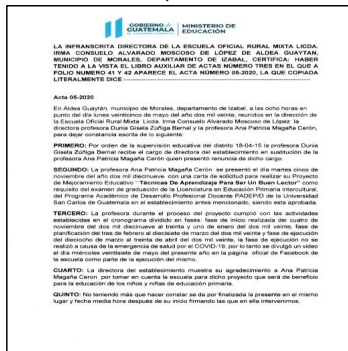 GOBIERNO de GUATEMALA
MINISTERIO DE EDUCACIÓN
LA INFRANSCRITA DIRECTORA DE LA ESCUELA OFICIAL RURAL MIXTA LICDA.
IRMA CONSUELO ALVARADO MOSCOSO DE LÓPEZ DE ALDEA GUAYTAN,
MUNICIPIO DE MORALES, DEPARTAMENTO DE IZABAL, CERTIFICA: HABER
TENIDO A LA VISTA EL LIBRO AUXILIAR DE ACTAS NÚMERO TRES EN EL QUE A
FOLIO NUMERO 41 Y 42 APARECE EL ACTA NÚMERO 05-2020, LA QUE COPIADA
LITERALMENTE DICE
Acta 05-2020
En Aldea Guaytán, municipio de Morales, departamento de Izabal, a las ocho horas en
punto del día lunes veinticinco de mayo del año dos mil veinte, reunidos en la dirección de
la Escuela Oficial Rural Mixta Licda. Irma Consuelo Alvarado Moscoso de López la
directora profesora Dunia Gisela Zúñiga Bernal y la profesora Ana Patricia Magaña Cerón,
para dejar constancia escrita de lo siguiente:
PRIMERO: Por orden de la supervisión educativa del distrito 18-04-15 la profesora Dunia
Gisela Zúñiga Bernal recibe el cargo de directora del establecimiento en sustitución de la
profesora Ana Patricia Magaña Cerón quien presentó renuncia de dicho cargo.
SEGUNDO: La profesora Ana Patricia Magaña Cerón se presentó el día martes cinco de
noviembre del año dos mil diecinueve con una carta de solicitud para realizar su Proyecto
de Mejoramiento Educativo " Técnicas De Aprendizaje Para Ser Un Buen Lector" como
requisito del examen de graduación de la Licenciatura en Educación Primaria Intercultural,
del Programa Académico de Desarrollo Profesional Docente PADEP/D de la Universidad
San Carlos de Guatemala en el establecimiento antes mencionado, siendo esta aprobada.
TERCERO: La profesora durante el proceso del proyecto cumplió con las actividades
establecidas en el cronograma dividido en fases: fase de inicio realizada del cuatro de
noviembre del dos mil diecinueve al treinta y uno de enero del dos mil veinte, fase de
planificación del tres de febrero al diecisiete de marzo del dos mil veinte y fase de ejecución
del dieciocho de marzo al treinta de abril del dos mil veinte, la fase de ejecución no se
realizó a causa de la emergencia de salud por el COVID-19, por lo tanto se divulgó un video
el día miércoles veintisiete de mayo del presente año en la página oficial de Facebook de
la escuela como parte de la ejecución del mismo.
CUARTO: La directora del establecimiento muestra su agradecimiento a Ana Patricia
Magaña Ceron por tomar en cuenta la escuela para dicho proyecto que será de beneficio
para la educación de los niños y niñas de educación primaria.
QUINTO: No teniendo más que hacer constar se da por finalizada la presente en el mismo
lugar y fecha media hora después de su inicio firmando las que en ella intervenimos.